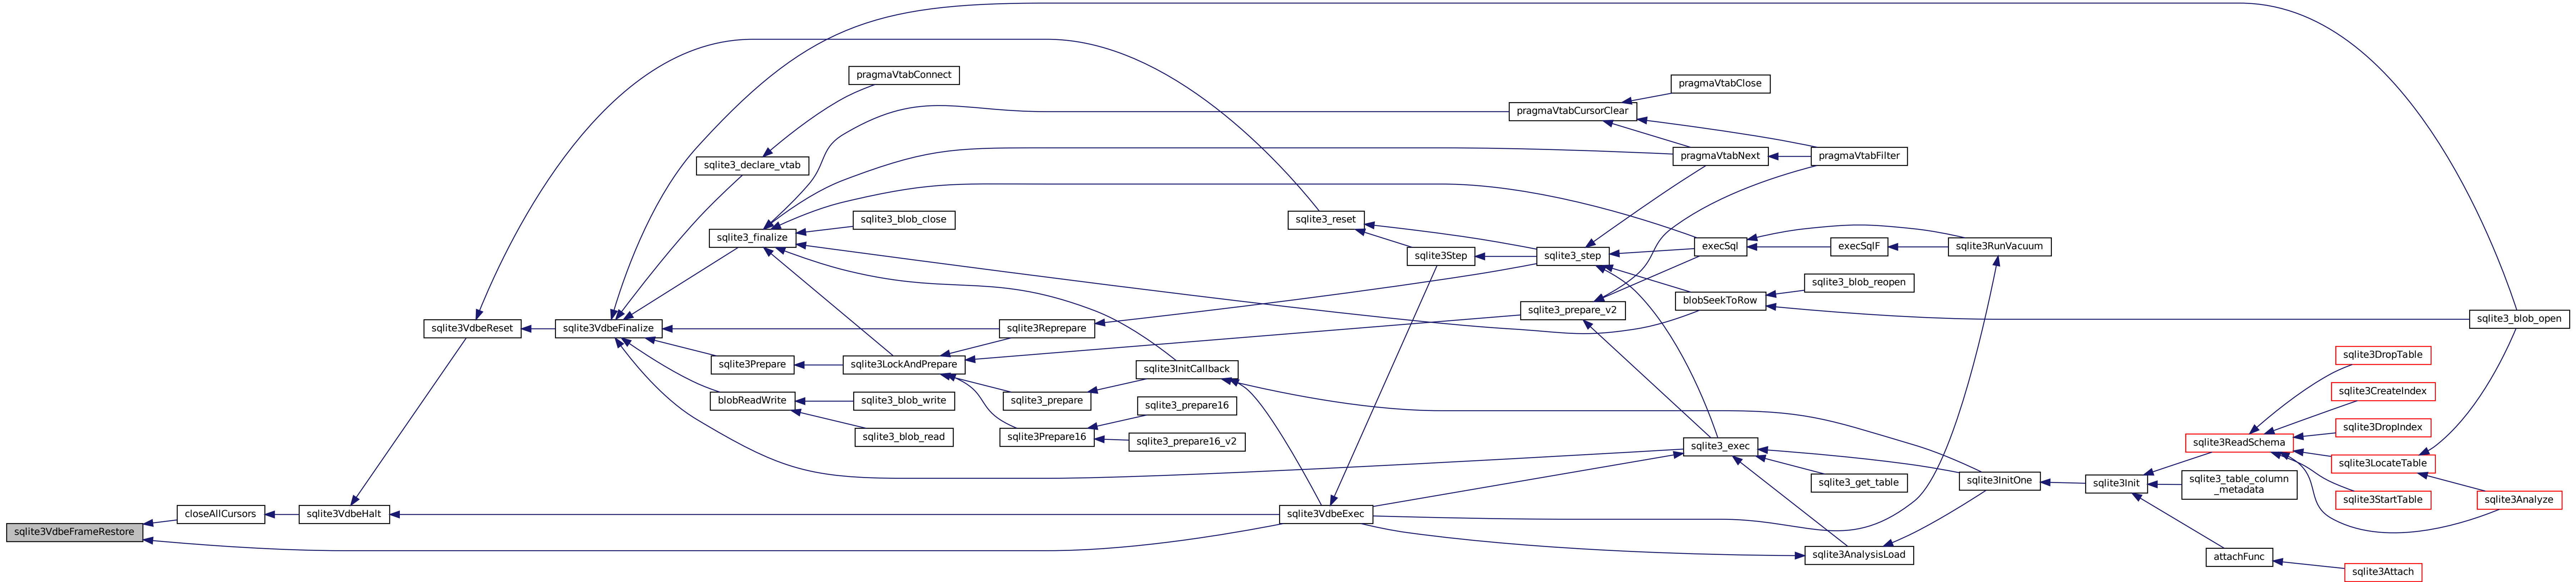 sqlite3VdbeFrameRestore
closeAllCursors
sqlite3VdbeHalt
sqlite3VdbeReset
sqlite3VdbeFinalize
sqlite3_declare_vtab
pragmaVtabConnect
sqlite3_finalize
sqlite3_blob_close
sqlite3Prepare
blobReadWrite
sqlite3LockAndPrepare
sqlite3_blob_write
sqlite3_blob_read
sqlite3Reprepare
sqlite3_prepare
sqlite3Prepare16
sqlite3InitCallback
sqlite3_prepare16
sqlite3_prepare16_v2
sqlite3_reset
sqlite3VdbeExec
sqlite3Step
pragmaVtabCursorClear
sqlite3_step
sqlite3_prepare_v2
pragmaVtabClose
pragmaVtabNext
execSql
blobSeekToRow
sqlite3_exec
pragmaVtabFilter
execSqlF
sqlite3_blob_reopen
sqlite3_get_table
sqlite3AnalysisLoad
sqlite3RunVacuum
sqlite3InitOne
sqlite3Init
sqlite3ReadSchema
sqlite3_table_column
_metadata
attachFunc
sqlite3DropTable
sqlite3CreateIndex
sqlite3DropIndex
sqlite3LocateTable
sqlite3StartTable
sqlite3Attach
sqlite3_blob_open
sqlite3Analyze